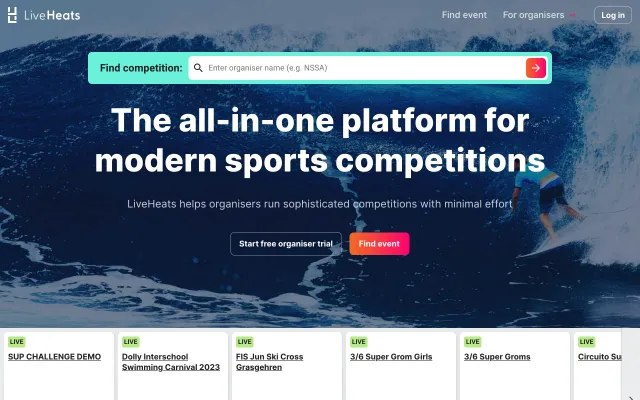 LiveHeats
Find event
For organisers
Log in
Find competition:
Enter organiser name (e.g. NSSA)
The all-in-one platform for
modern sports competitions
LiveHeats helps organisers run sophisticated competitions with minimal effort
Start free organiser trial
Find event
LIVE
SUP CHALLENGE DEMO
LIVE
Dolly Interschool
Swimming Carnival 2023
LIVE
FIS Jun Ski Cross
Grasgehren
LIVE
3/6 Super Grom Girls
LIVE
3/6 Super Groms
LIVE
Circuito Su